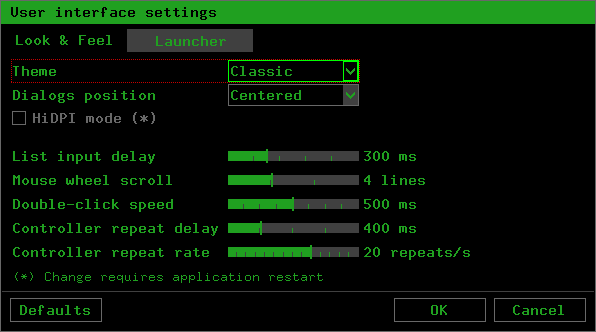 User interface settings
Look & Feel Launcher
Theme Classic
Dialogs position Centered
HiDPI mode (*)
List input delay 300 ms
Mouse wheel scroll 4 lines
Double-click speed 500 ms
Controller repeat delay 400 ms
Controller repeat rate 20 repeats/s
(*) Change requires application restart
Defaults OK Cancel